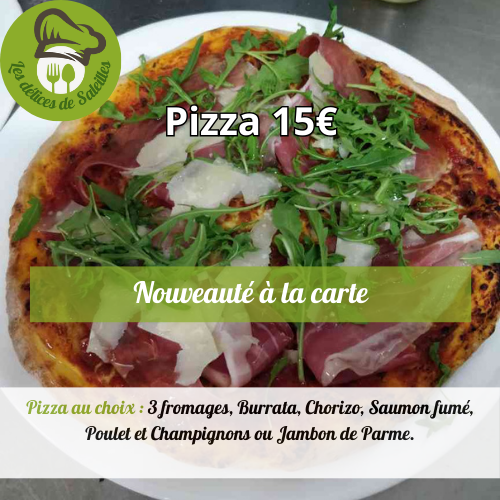 Les délices de Saleilles
Pizza 15€
Nouveauté à la carte
Pizza au choix : 3 fromages, Burrata, Chorizo, Saumon fumé,
Poulet et Champignons ou Jambon de Parme.